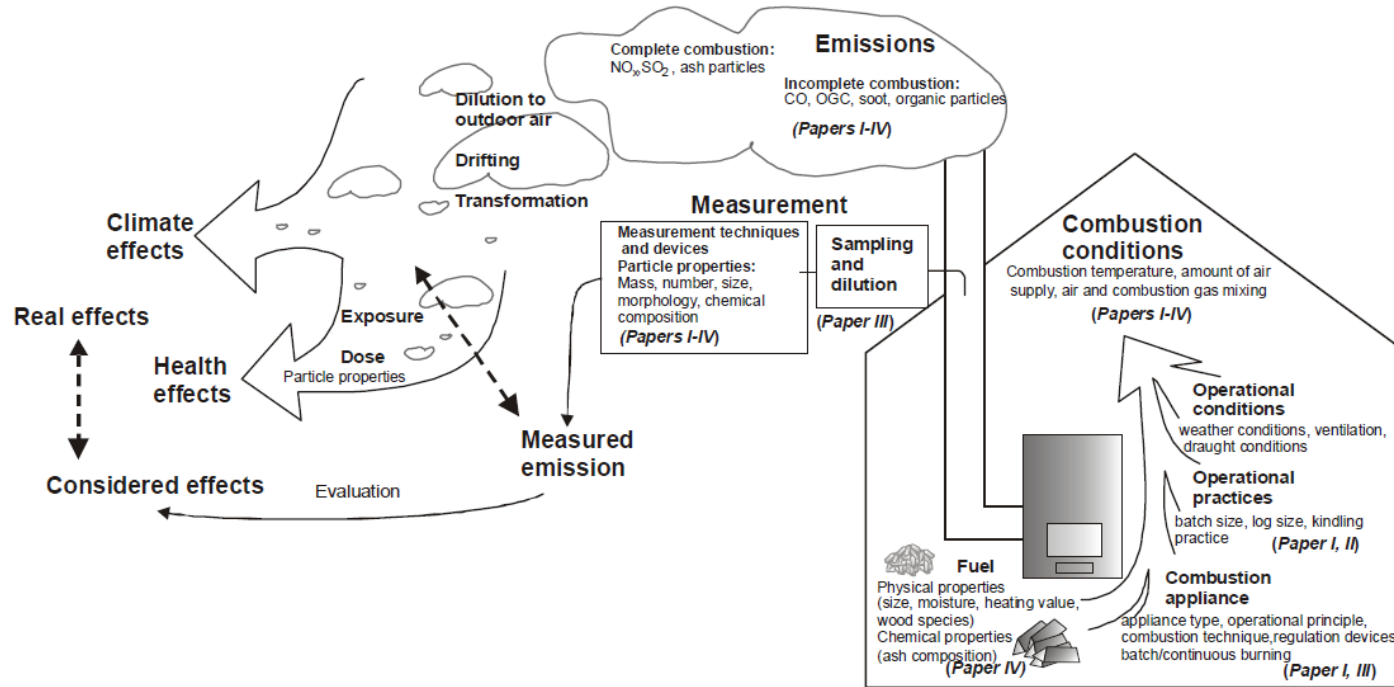 Emissions
Complete combustion:
NOx,SO2, ash particles
Incomplete combustion:
CO, OGC, soot, organic particles
(Papers I-IV)
Dilution to
outdoor air
Drifting
Transformation
Climate
effects
Real effects
Exposure
Dose
Particle properties
Health
effects
Considered effects
Evaluation
Measured
emission
Measurement
Measurement techniques
and devices
Particle properties:
Mass, number, size,
morphology, chemical
composition
(Papers I-IV)
Sampling
and
dilution
(Paper III)
Combustion
conditions
Combustion temperature, amount of air
supply, air and combustion gas mixing
(Papers I-IV)
Operational
conditions
weather conditions, ventilation,
draught conditions
Operational
practices
batch size, log size, kindling
practice
(Paper I, II)
Fuel
Physical properties
(size, moisture, heating value,
wood species)
Chemical properties
(ash composition)
(Paper IV)
Combustion
appliance
appliance type, operational principle,
combustion technique,regulation devices
batch/continuous burning
(Paper I, III)